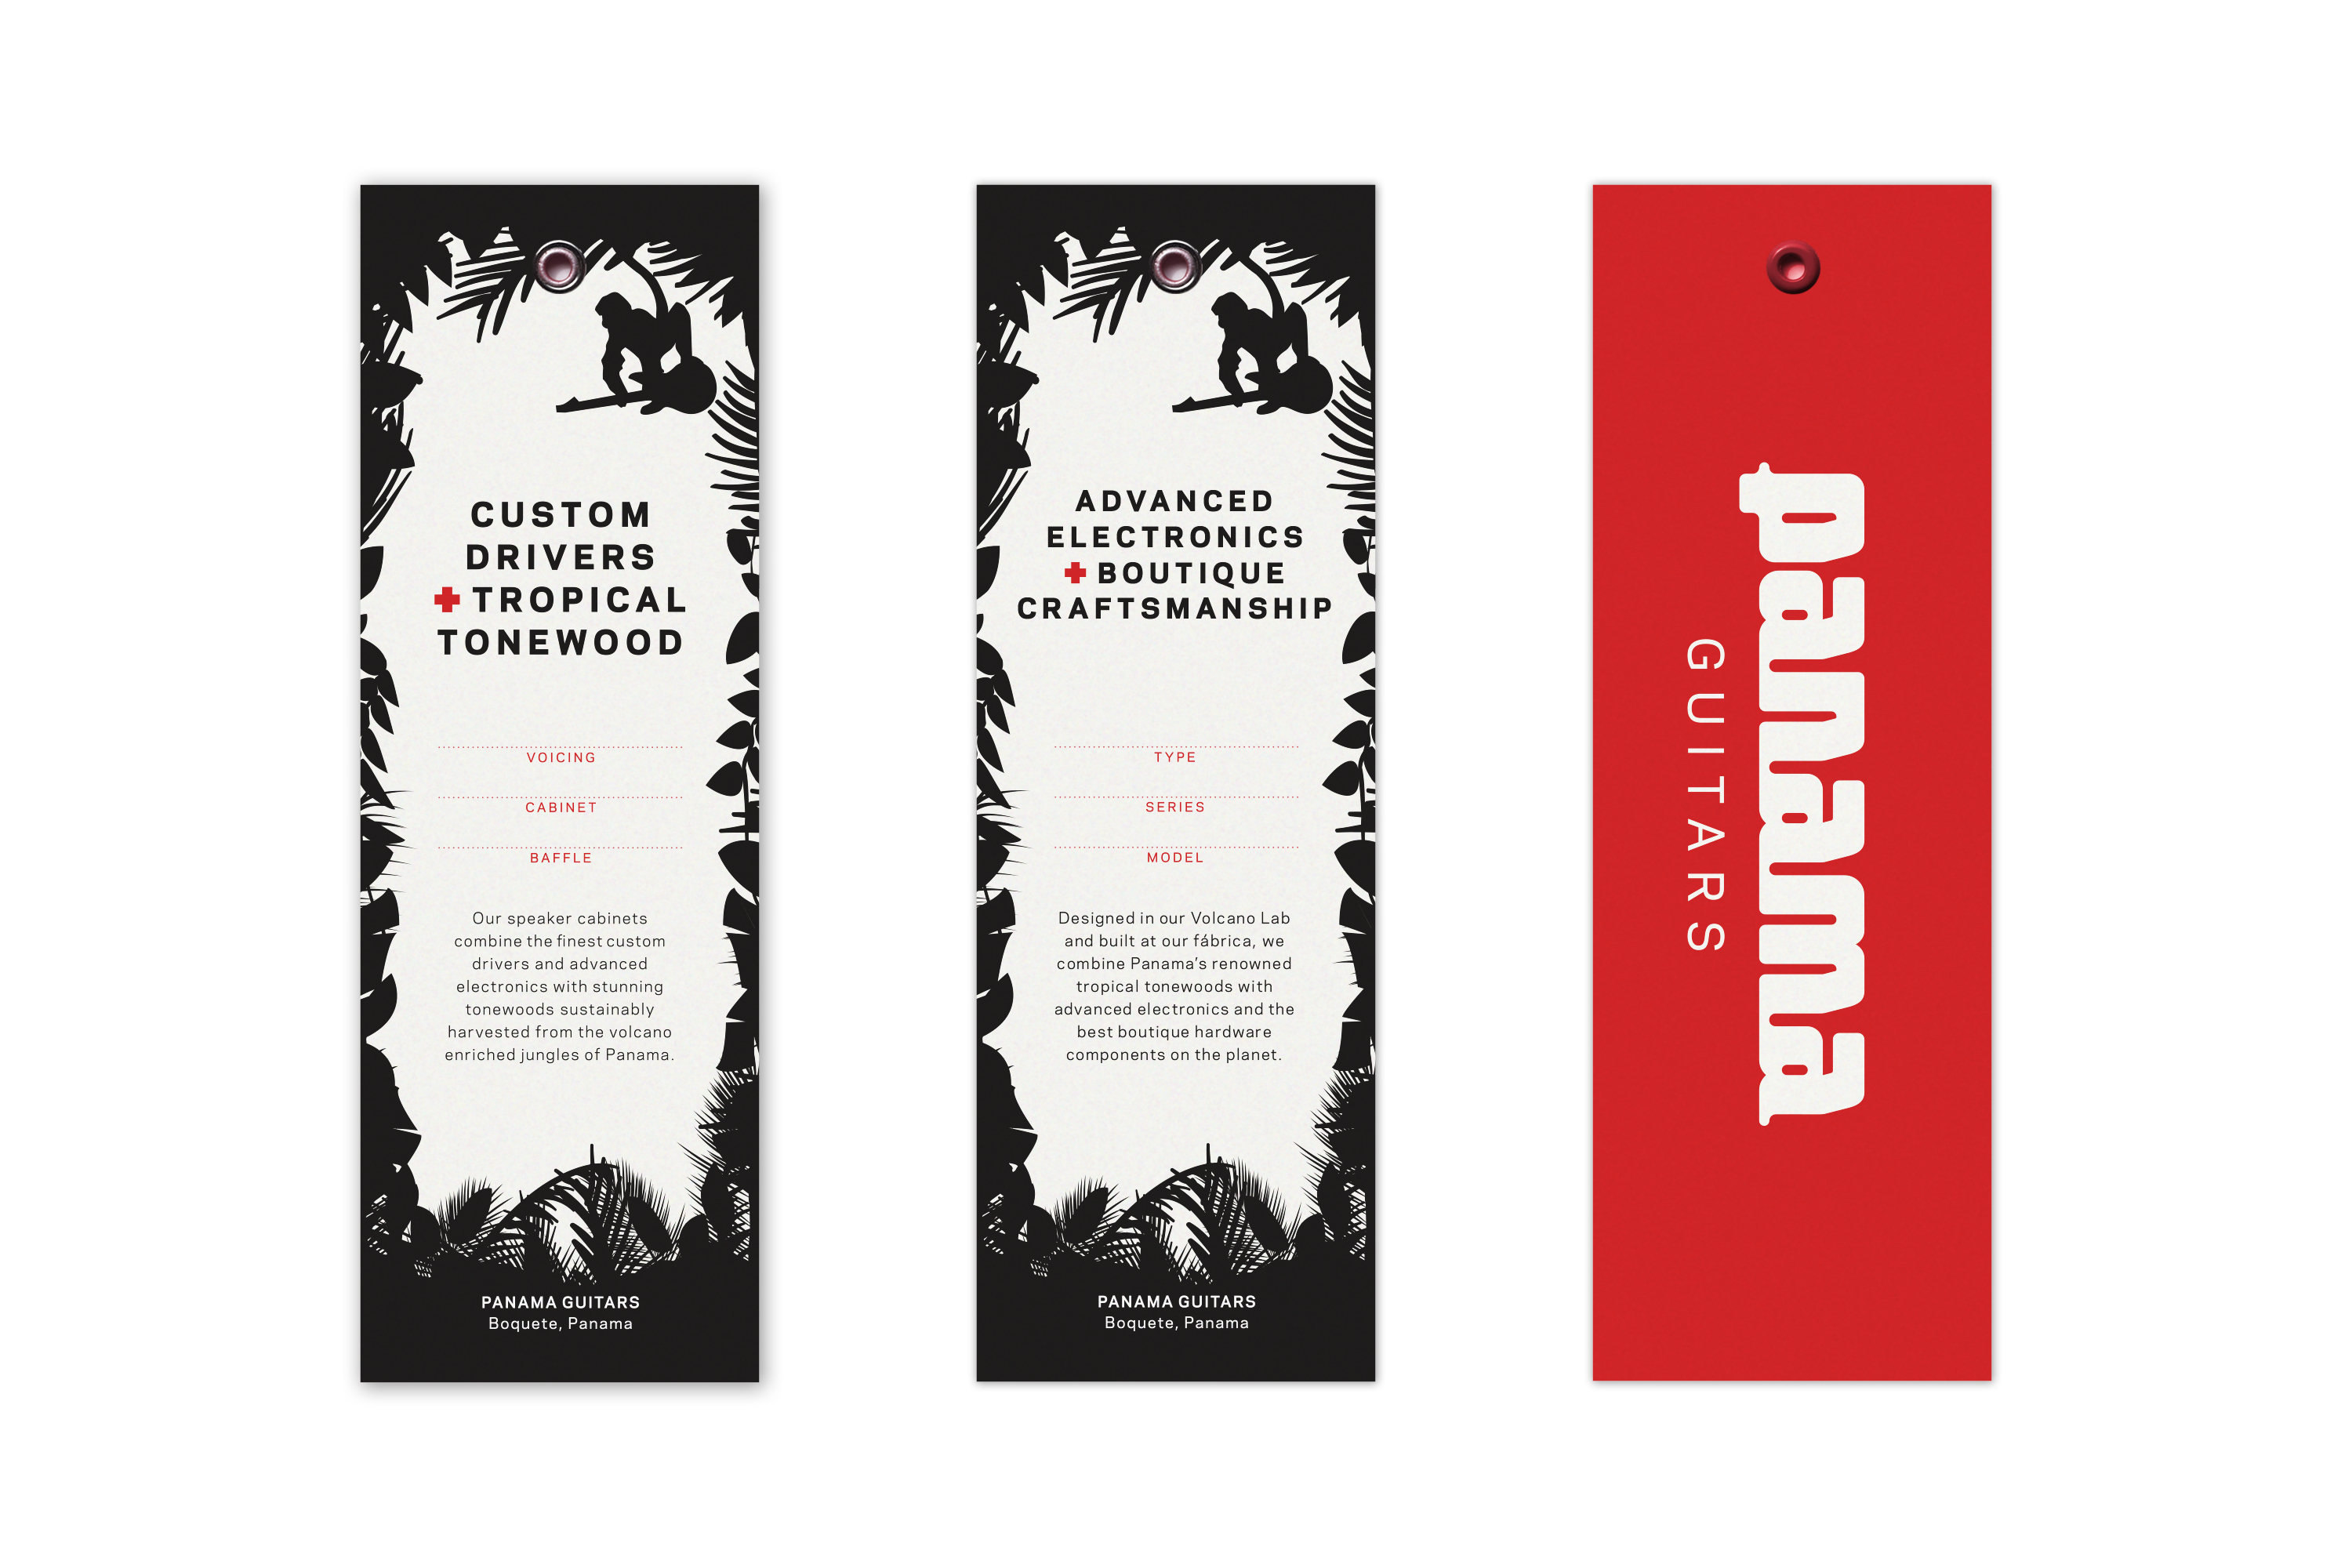 CUSTOM
DRIVERS
+ TROPICAL
TONEWOOD
VOICING
CABINET
BAFFLE
Our speaker cabinets
combine the finest custom
drivers and advanced
electronics with stunning
tonewoods sustainably
harvested from the volcano
enriched jungles of Panama.
PANAMA GUITARS
Boquete, Panama
ADVANCED
ELECTRONICS
+ BOUTIQUE
CRAFTSMANSHIP
TYPE
SERIES
MODEL
Designed in our Volcano Lab
and built at our fábrica, we
combine Panama’s renowned
tropical tonewoods with
advanced electronics and the
best boutique hardware
components on the planet.
PANAMA GUITARS
Boquete, Panama
panama
GUITARS